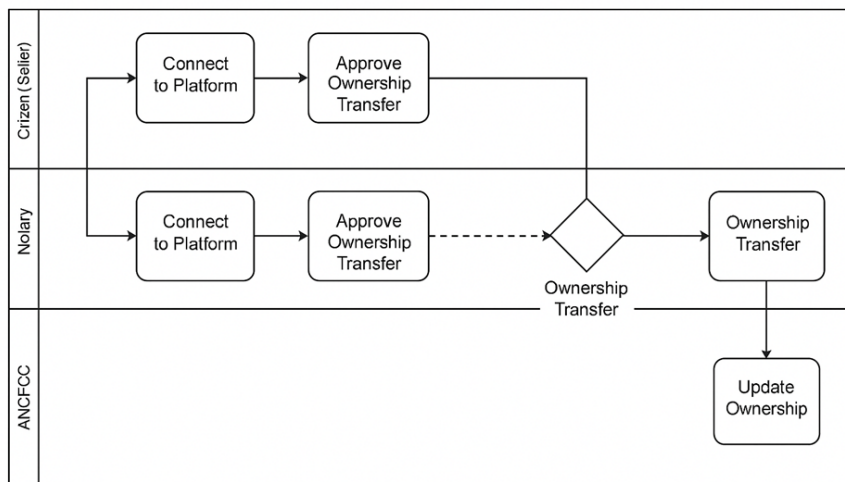 Crizen (Salier)
Connect
to Platform
Approve
Ownership
Transfer
Nolary
Connect
to Platform
Approve
Ownership
Transfer
Ownership
Transfer
Ownership
Transfer
ANCFCC
Update
Ownership